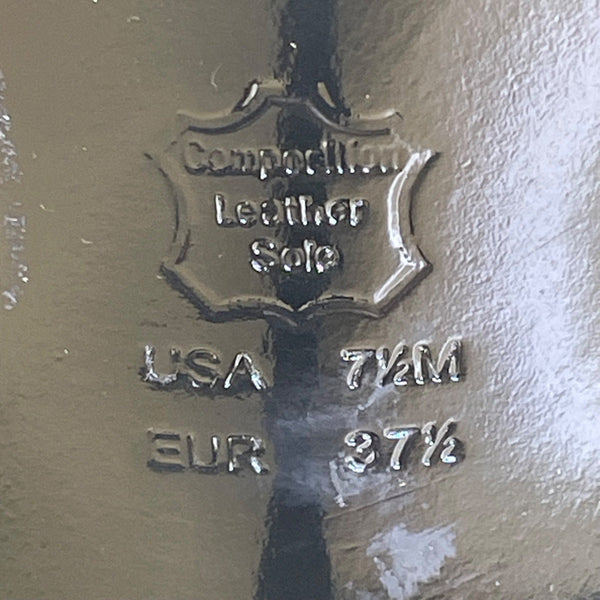 Composition
Leather
Sole
USA 7½M
EUR 37½